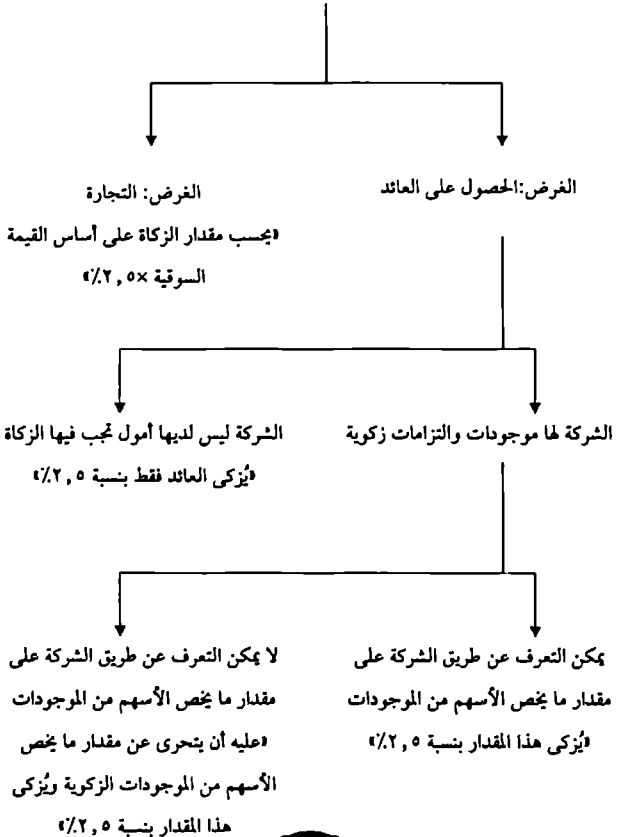 الغرض:الحصول على العائد
الغرض: التجارة
«يحسب مقدار الزكاة على أساس القيمة
السوقية ×٢,٥٪»
الشركة لها موجودات والتزامات زكوية
الشركة ليس لديها أمول تجب فيها الزكاة
«يُزكى العائد فقط بنسبة ٢,٥٪»
يمكن التعرف عن طريق الشركة على
مقدار ما يخص الأسهم من الموجودات
«يُزكى هذا المقدار بنسبة ٢,٥٪»
لا يمكن التعرف عن طريق الشركة على
مقدار ما يخص الأسهم من الموجودات
«عليه أن يتحرى عن مقدار ما يخص
الأسهم من الموجودات الزكوية ويُزكى
هذا المقدار بنسبة ٢,٥٪»